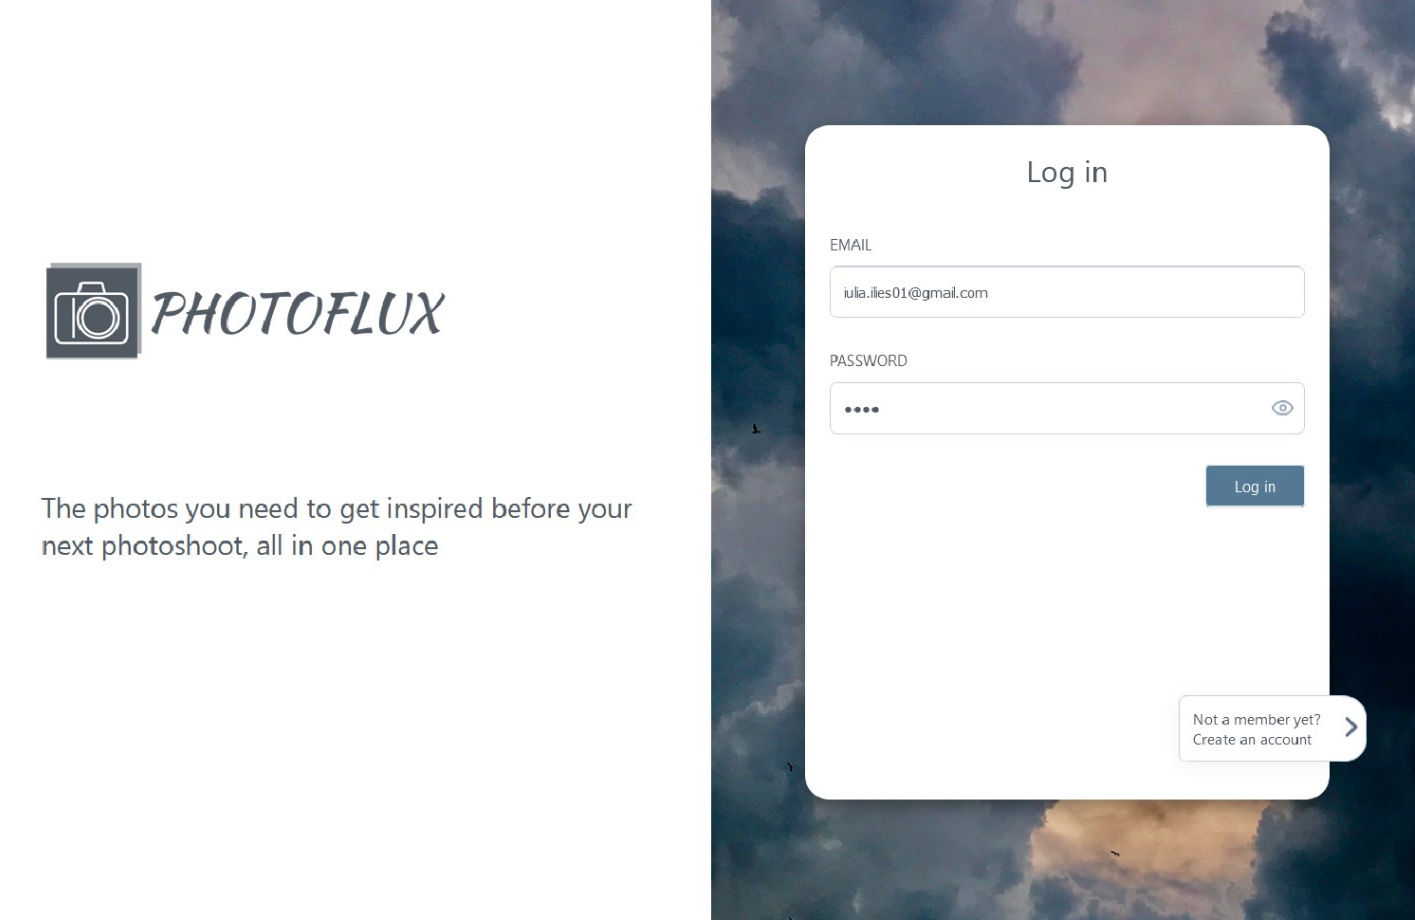 PHOTOFLUX
The photos you need to get inspired before your
next photoshoot, all in one place
Log in
EMAIL
iulia.ilies01@gmail.com
PASSWORD
••••
Log in
Not a member yet?
Create an account